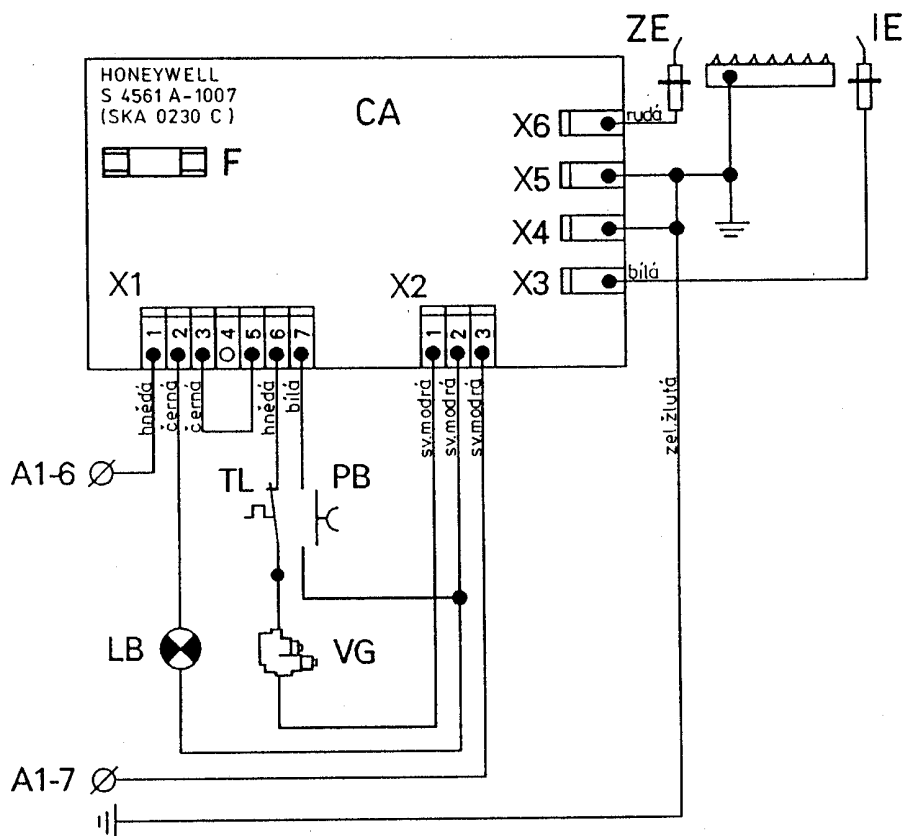 ZE
IE
HONEYWELL
S 4561 A-1007
(SKA 0230 C)
CA
F
X6
rudá
X5
X4
X3
bílá
X1
X2
1 2 3 4 5 6 7
1 2 3
hnědá
černá
černá
hnědá
bílá
sv.modrá
sv.modrá
sv.modrá
zel.žlutá
A1-6
TL
PB
LB
VG
A1-7